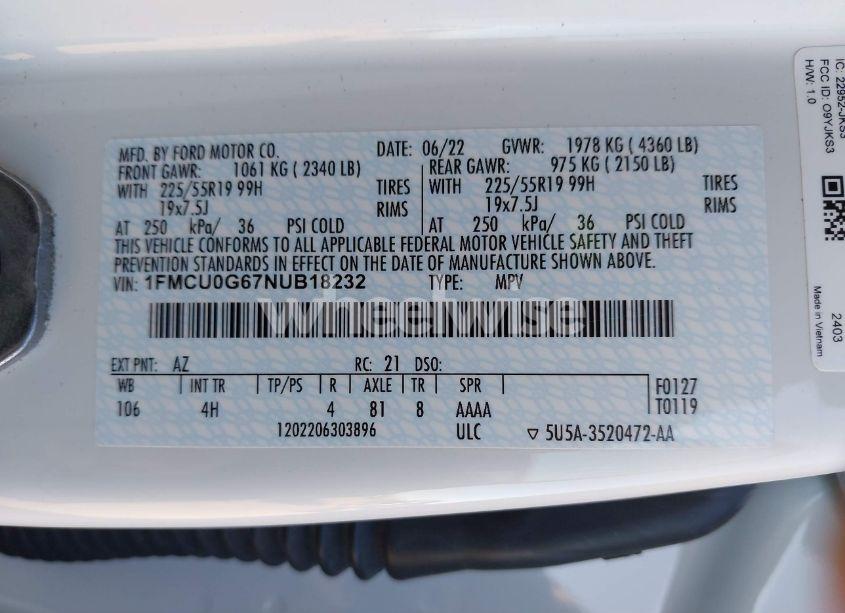 MFD. BY FORD MOTOR CO. DATE: 06/22 GVWR: 1978 KG ( 4360 LB)
FRONT GAWR: 1061 KG ( 2340 LB) REAR GAWR: 975 KG ( 2150 LB)
WITH 225/55R19 99H TIRES WITH 225/55R19 99H TIRES
19x7.5J RIMS 19x7.5J RIMS
AT 250 kPa/ 36 PSI COLD AT 250 kPa/ 36 PSI COLD
THIS VEHICLE CONFORMS TO ALL APPLICABLE FEDERAL MOTOR VEHICLE SAFETY AND THEFT
PREVENTION STANDARDS IN EFFECT ON THE DATE OF MANUFACTURE SHOWN ABOVE.
VIN: 1FMCU0G67NUB18232 TYPE: MPV
wheelwise
EXT PNT: AZ RC: 21 DSO:
WB INT TR TP/PS R AXLE TR SPR F0127
106 4H 4 81 8 AAAA T0119
1202206303896 ULC ▽ 5U5A-3520472-AA
IC: 22952-JKS3
FCC ID: O9YJKS3
H/W: 1.0
2403
Made in Vietnam